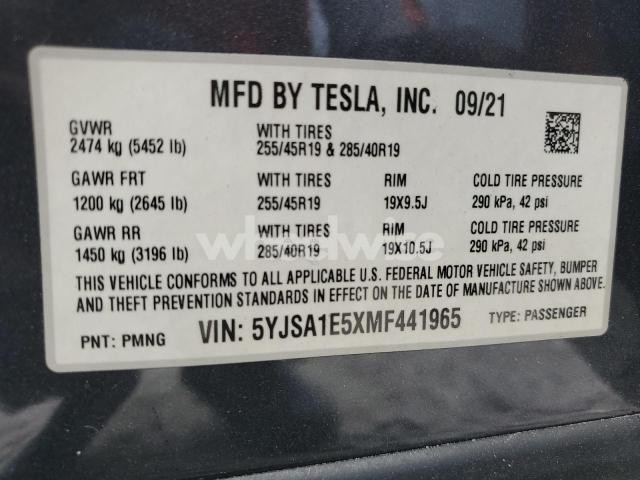 MFD BY TESLA, INC. 09/21
GVWR WITH TIRES
2474 kg (5452 lb) 255/45R19 & 285/40R19
GAWR FRT WITH TIRES RIM COLD TIRE PRESSURE
1200 kg (2645 lb) 255/45R19 19X9.5J 290 kPa, 42 psi
GAWR RR WITH TIRES RIM COLD TIRE PRESSURE
1450 kg (3196 lb) 285/40R19 19X10.5J 290 kPa, 42 psi
wheelwise
THIS VEHICLE CONFORMS TO ALL APPLICABLE U.S. FEDERAL MOTOR VEHICLE SAFETY, BUMPER
AND THEFT PREVENTION STANDARDS IN EFFECT ON THE DATE OF MANUFACTURE SHOWN ABOVE.
PNT: PMNG VIN: 5YJSA1E5XMF441965 TYPE: PASSENGER